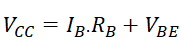 V_CC = I_B.R_B + V_BE